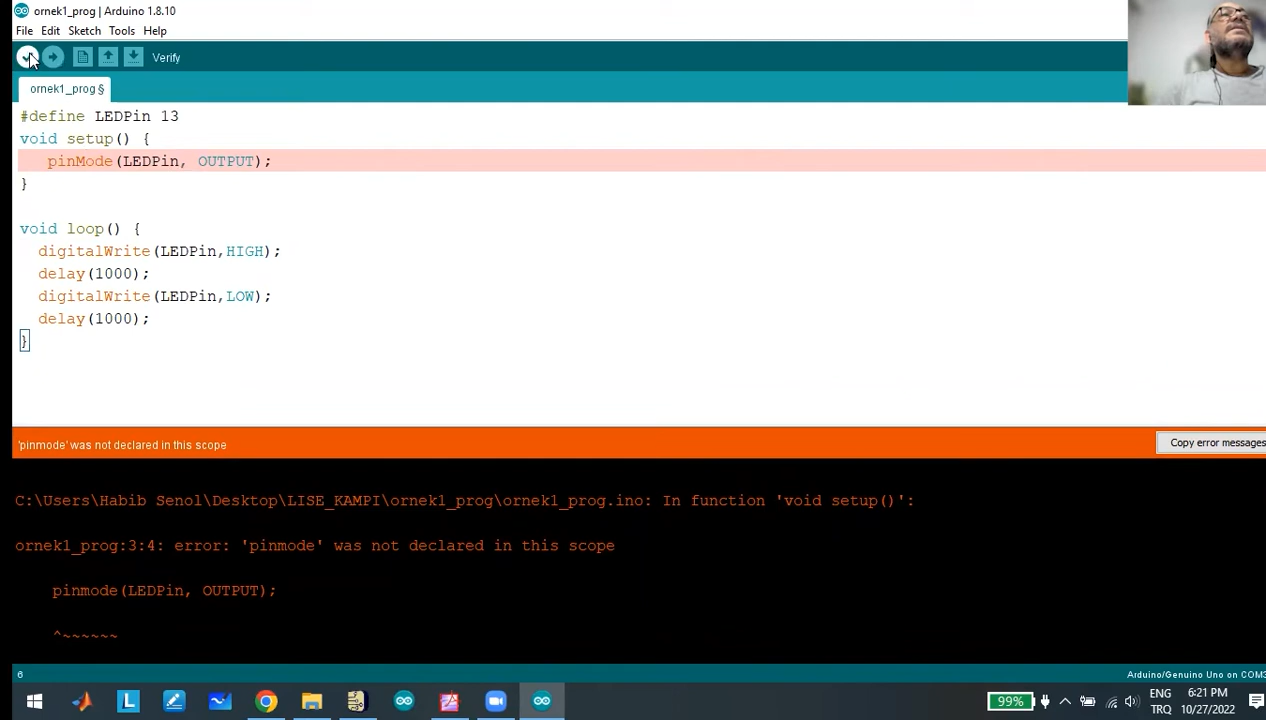 ornek1_prog | Arduino 1.8.10
File Edit Sketch Tools Help
Verify
ornek1_prog §
#define LEDPin 13
void setup() {
pinMode(LEDPin, OUTPUT);
}
void loop() {
digitalWrite(LEDPin,HIGH);
delay(1000);
digitalWrite(LEDPin,LOW);
delay(1000);
}
'pinmode' was not declared in this scope
Copy error messages
C:\Users\Habib Senol\Desktop\LISE_KAMPI\ornek1_prog\ornek1_prog.ino: In function 'void setup()':
ornek1_prog:3:4: error: 'pinmode' was not declared in this scope
pinmode(LEDPin, OUTPUT);
^~~~~~~
6
Arduino/Genuino Uno on COM3
L
99%
ENG
TRQ
6:21 PM
10/27/2022